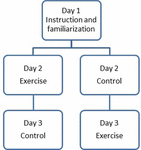 Day 1
Instruction and
familiarization
Day 2
Exercise
Day 2
Control
Day 3
Control
Day 3
Exercise